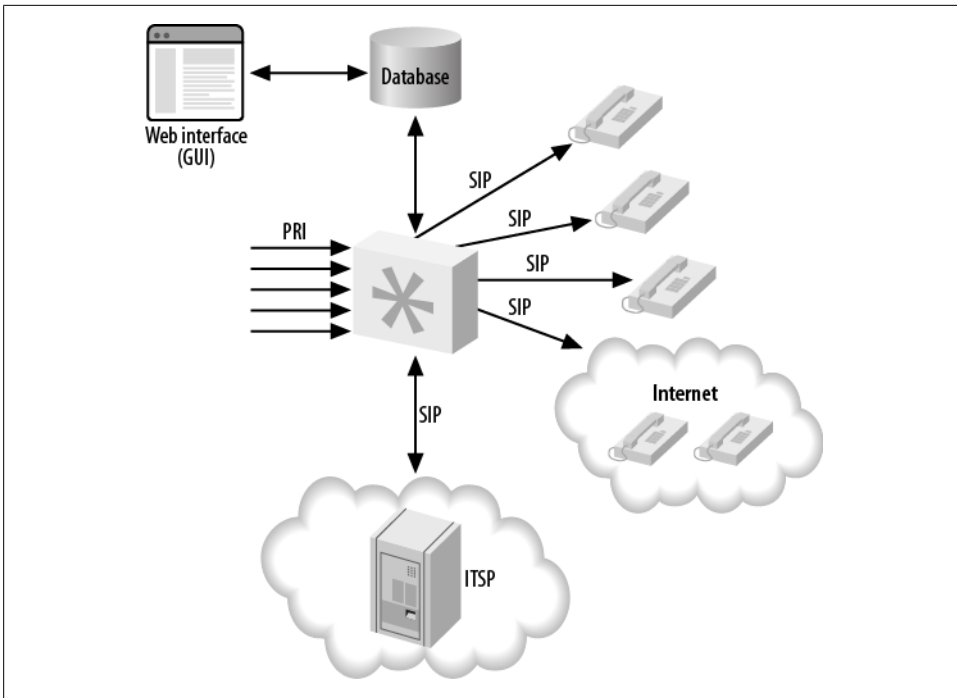 Database
Web interface
(GUI)
SIP
SIP
PRI
SIP
SIP
Internet
SIP
ITSP